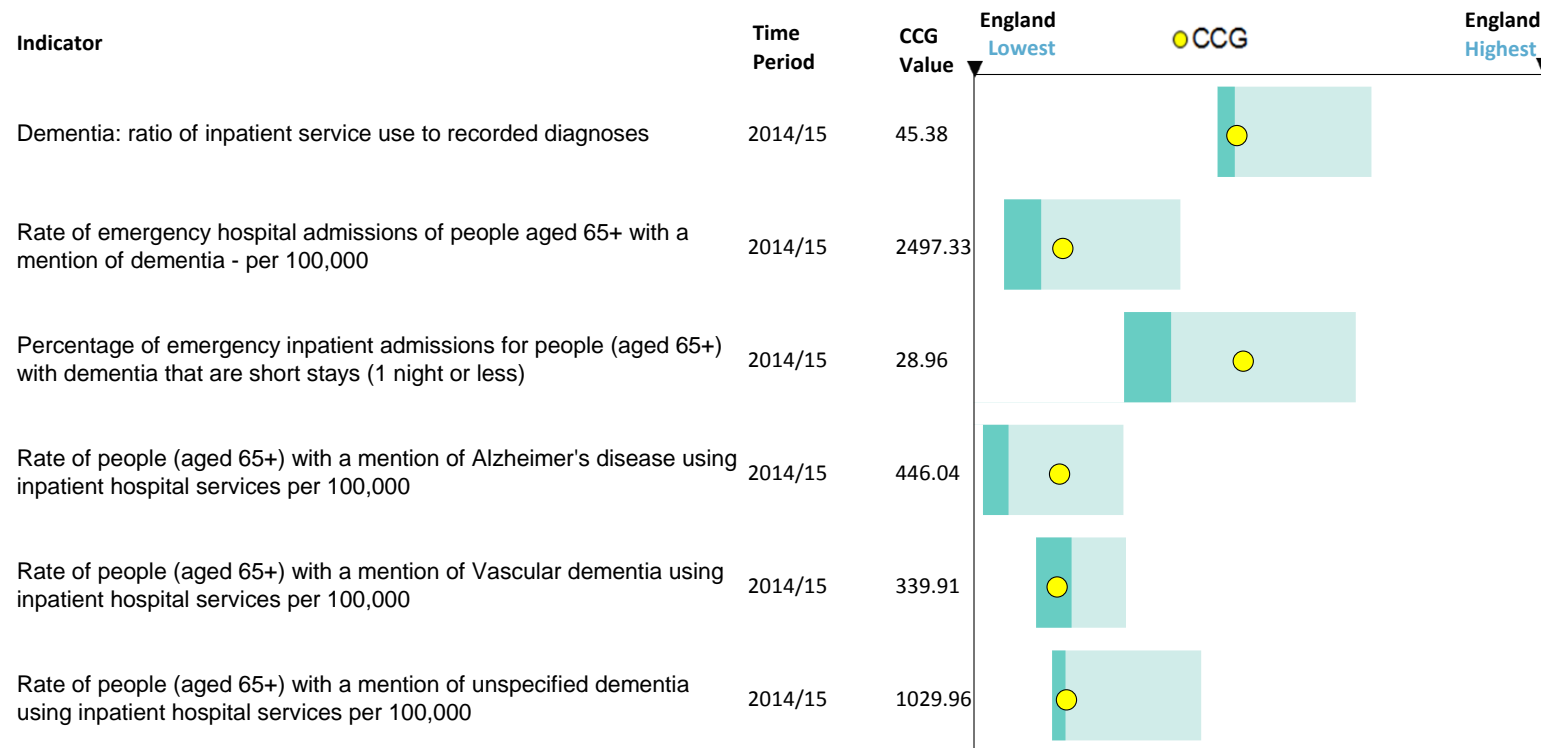 Indicator
Time
Period
CCG
Value
England
Lowest
CCG
England
Highest
Dementia: ratio of inpatient service use to recorded diagnoses
2014/15
45.38
Rate of emergency hospital admissions of people aged 65+ with a
mention of dementia - per 100,000
2014/15
2497.33
Percentage of emergency inpatient admissions for people (aged 65+)
with dementia that are short stays (1 night or less)
2014/15
28.96
Rate of people (aged 65+) with a mention of Alzheimer's disease using
inpatient hospital services per 100,000
2014/15
446.04
Rate of people (aged 65+) with a mention of Vascular dementia using
inpatient hospital services per 100,000
2014/15
339.91
Rate of people (aged 65+) with a mention of unspecified dementia
using inpatient hospital services per 100,000
2014/15
1029.96